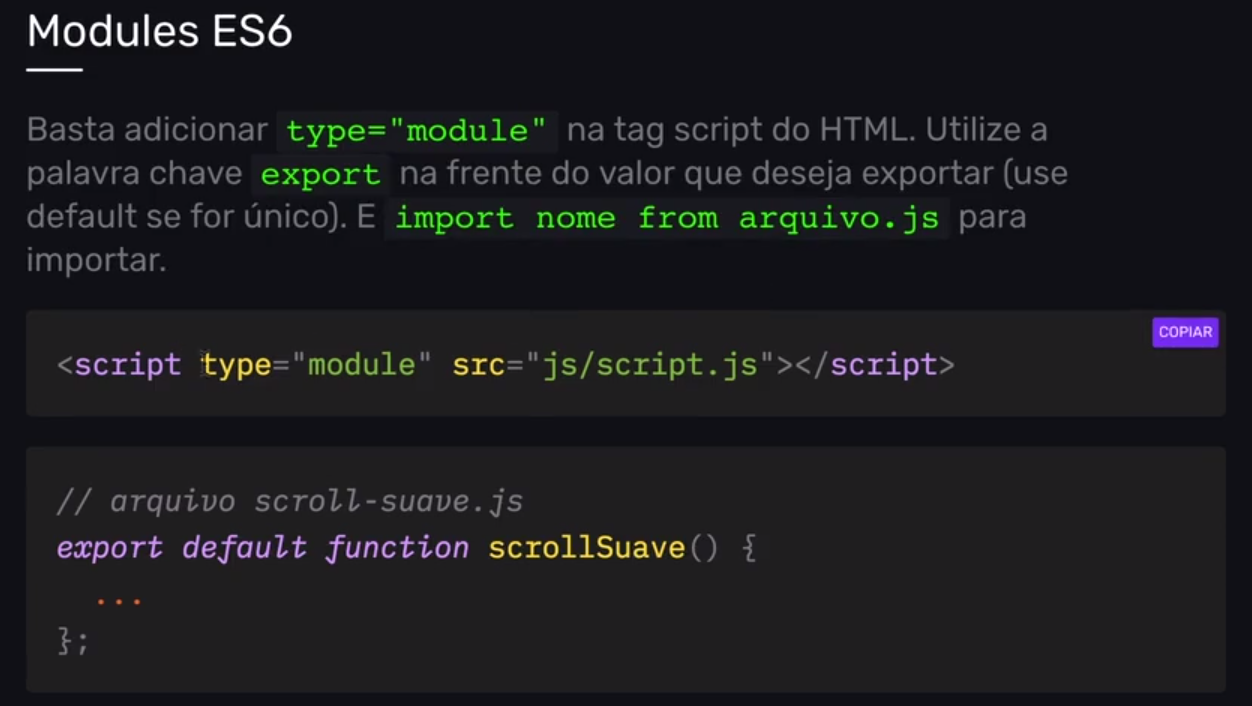 Modules ES6
Basta adicionar type="module" na tag script do HTML. Utilize a
palavra chave export na frente do valor que deseja exportar (use
default se for único). E import nome from arquivo.js para
importar.
COPIAR
<script type="module" src="js/script.js"></script>
// arquivo scroll-suave.js
export default function scrollSuave() {
...
};